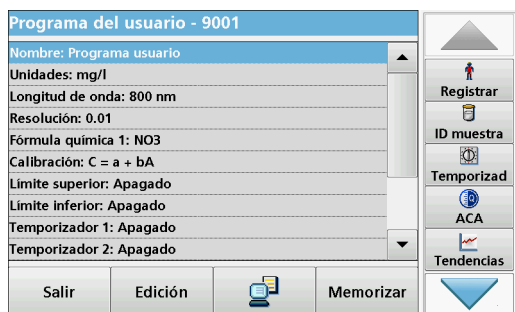 Programa del usuario - 9001
Nombre: Programa usuario
Unidades: mg/l
Longitud de onda: 800 nm
Resolución: 0.01
Fórmula química 1: NO3
Calibración: C = a + bA
Límite superior: Apagado
Límite inferior: Apagado
Temporizador 1: Apagado
Temporizador 2: Apagado
Salir
Edición
Memorizar
Registrar
ID muestra
Temporizad
ACA
Tendencias